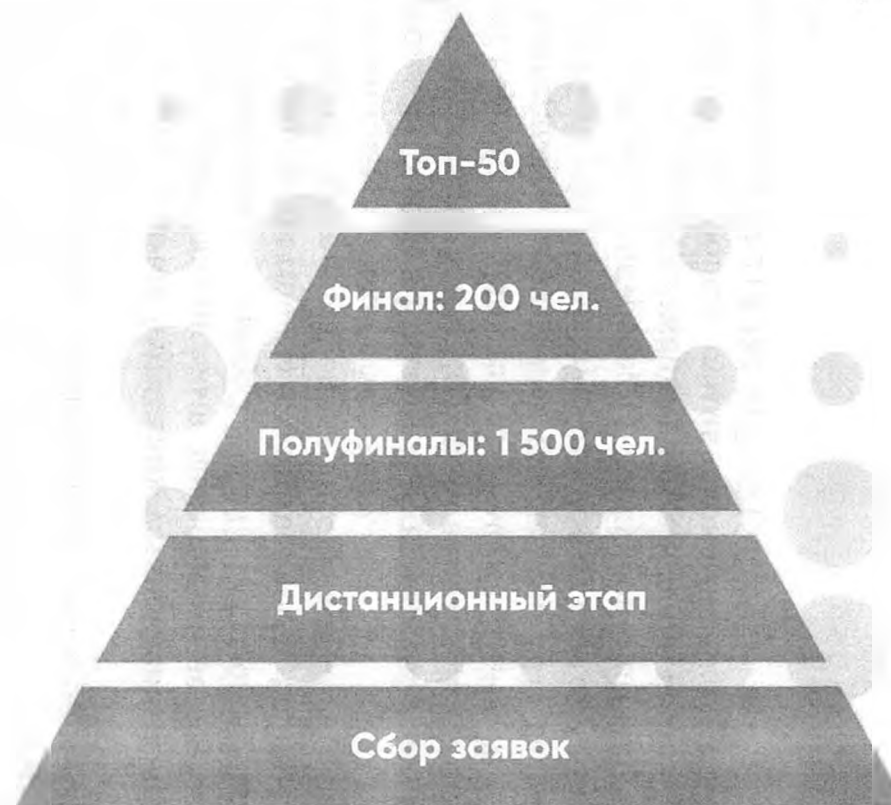 Топ-50
Финал: 200 чел.
Полуфиналы: 1 500 чел.
Дистанционный этап
Сбор заявок